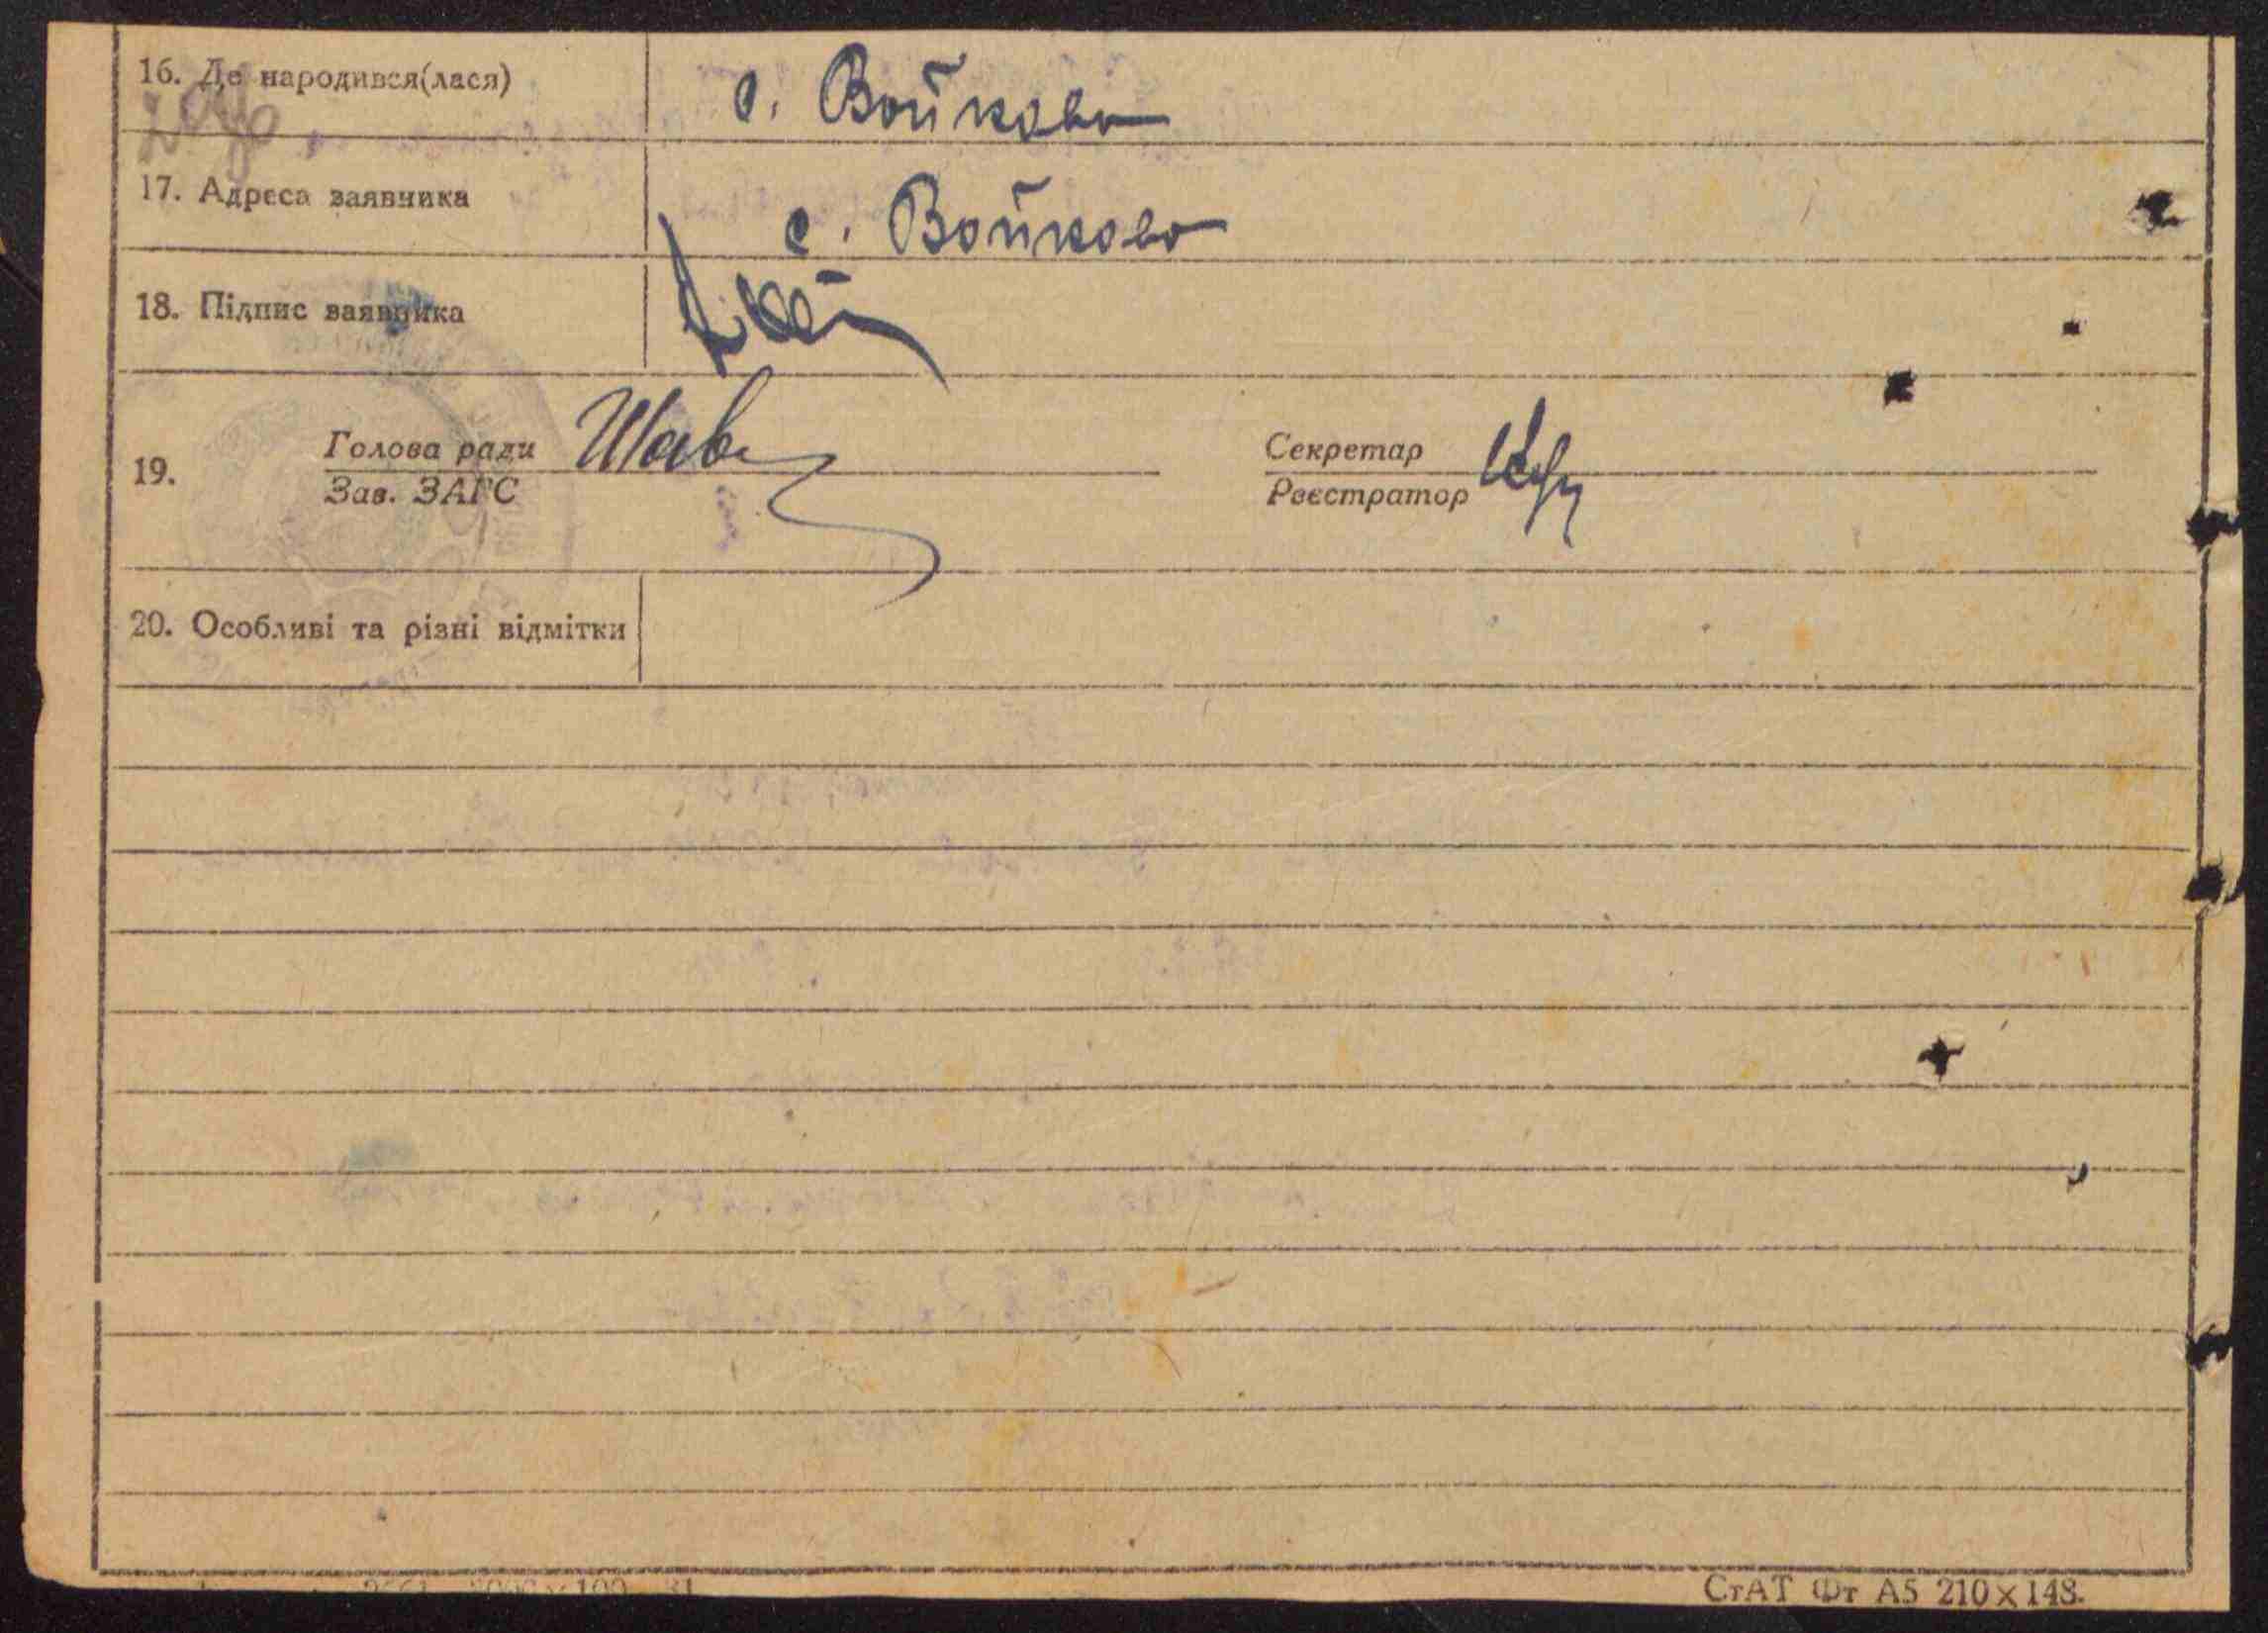 16. Де народився(лася) с. Войково
17. Адреса заявника с. Войково
18. Підпис заявника
19. Голова ради Секретар
Зав. ЗАГС Реєстратор
20. Особливі та різні відмітки
СтАТ Фт А5 210×148.